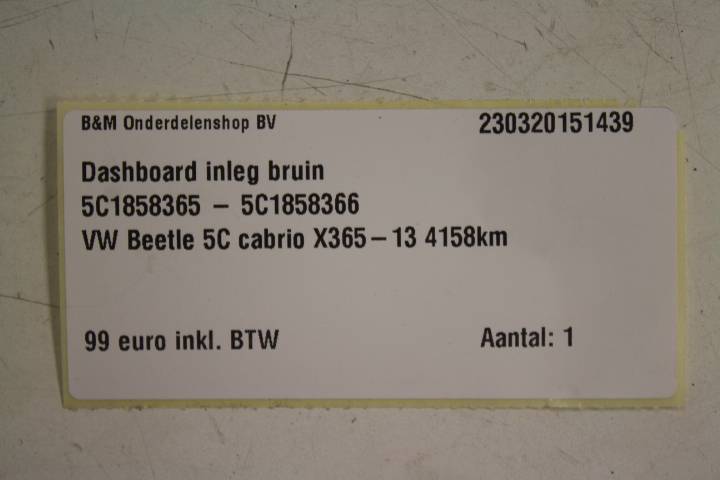 B&M Onderdelenshop BV 230320151439
Dashboard inleg bruin
5C1858365 – 5C1858366
VW Beetle 5C cabrio X365–13 4158km
99 euro inkl. BTW Aantal: 1